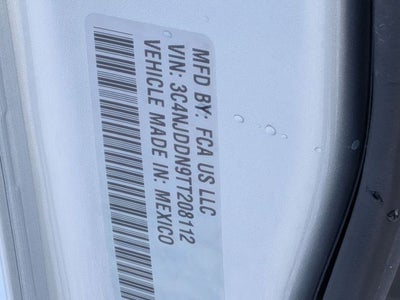 MFD BY: FCA US LLC
VIN: 3C4NJDDN9TT208112
VEHICLE MADE IN: MEXICO